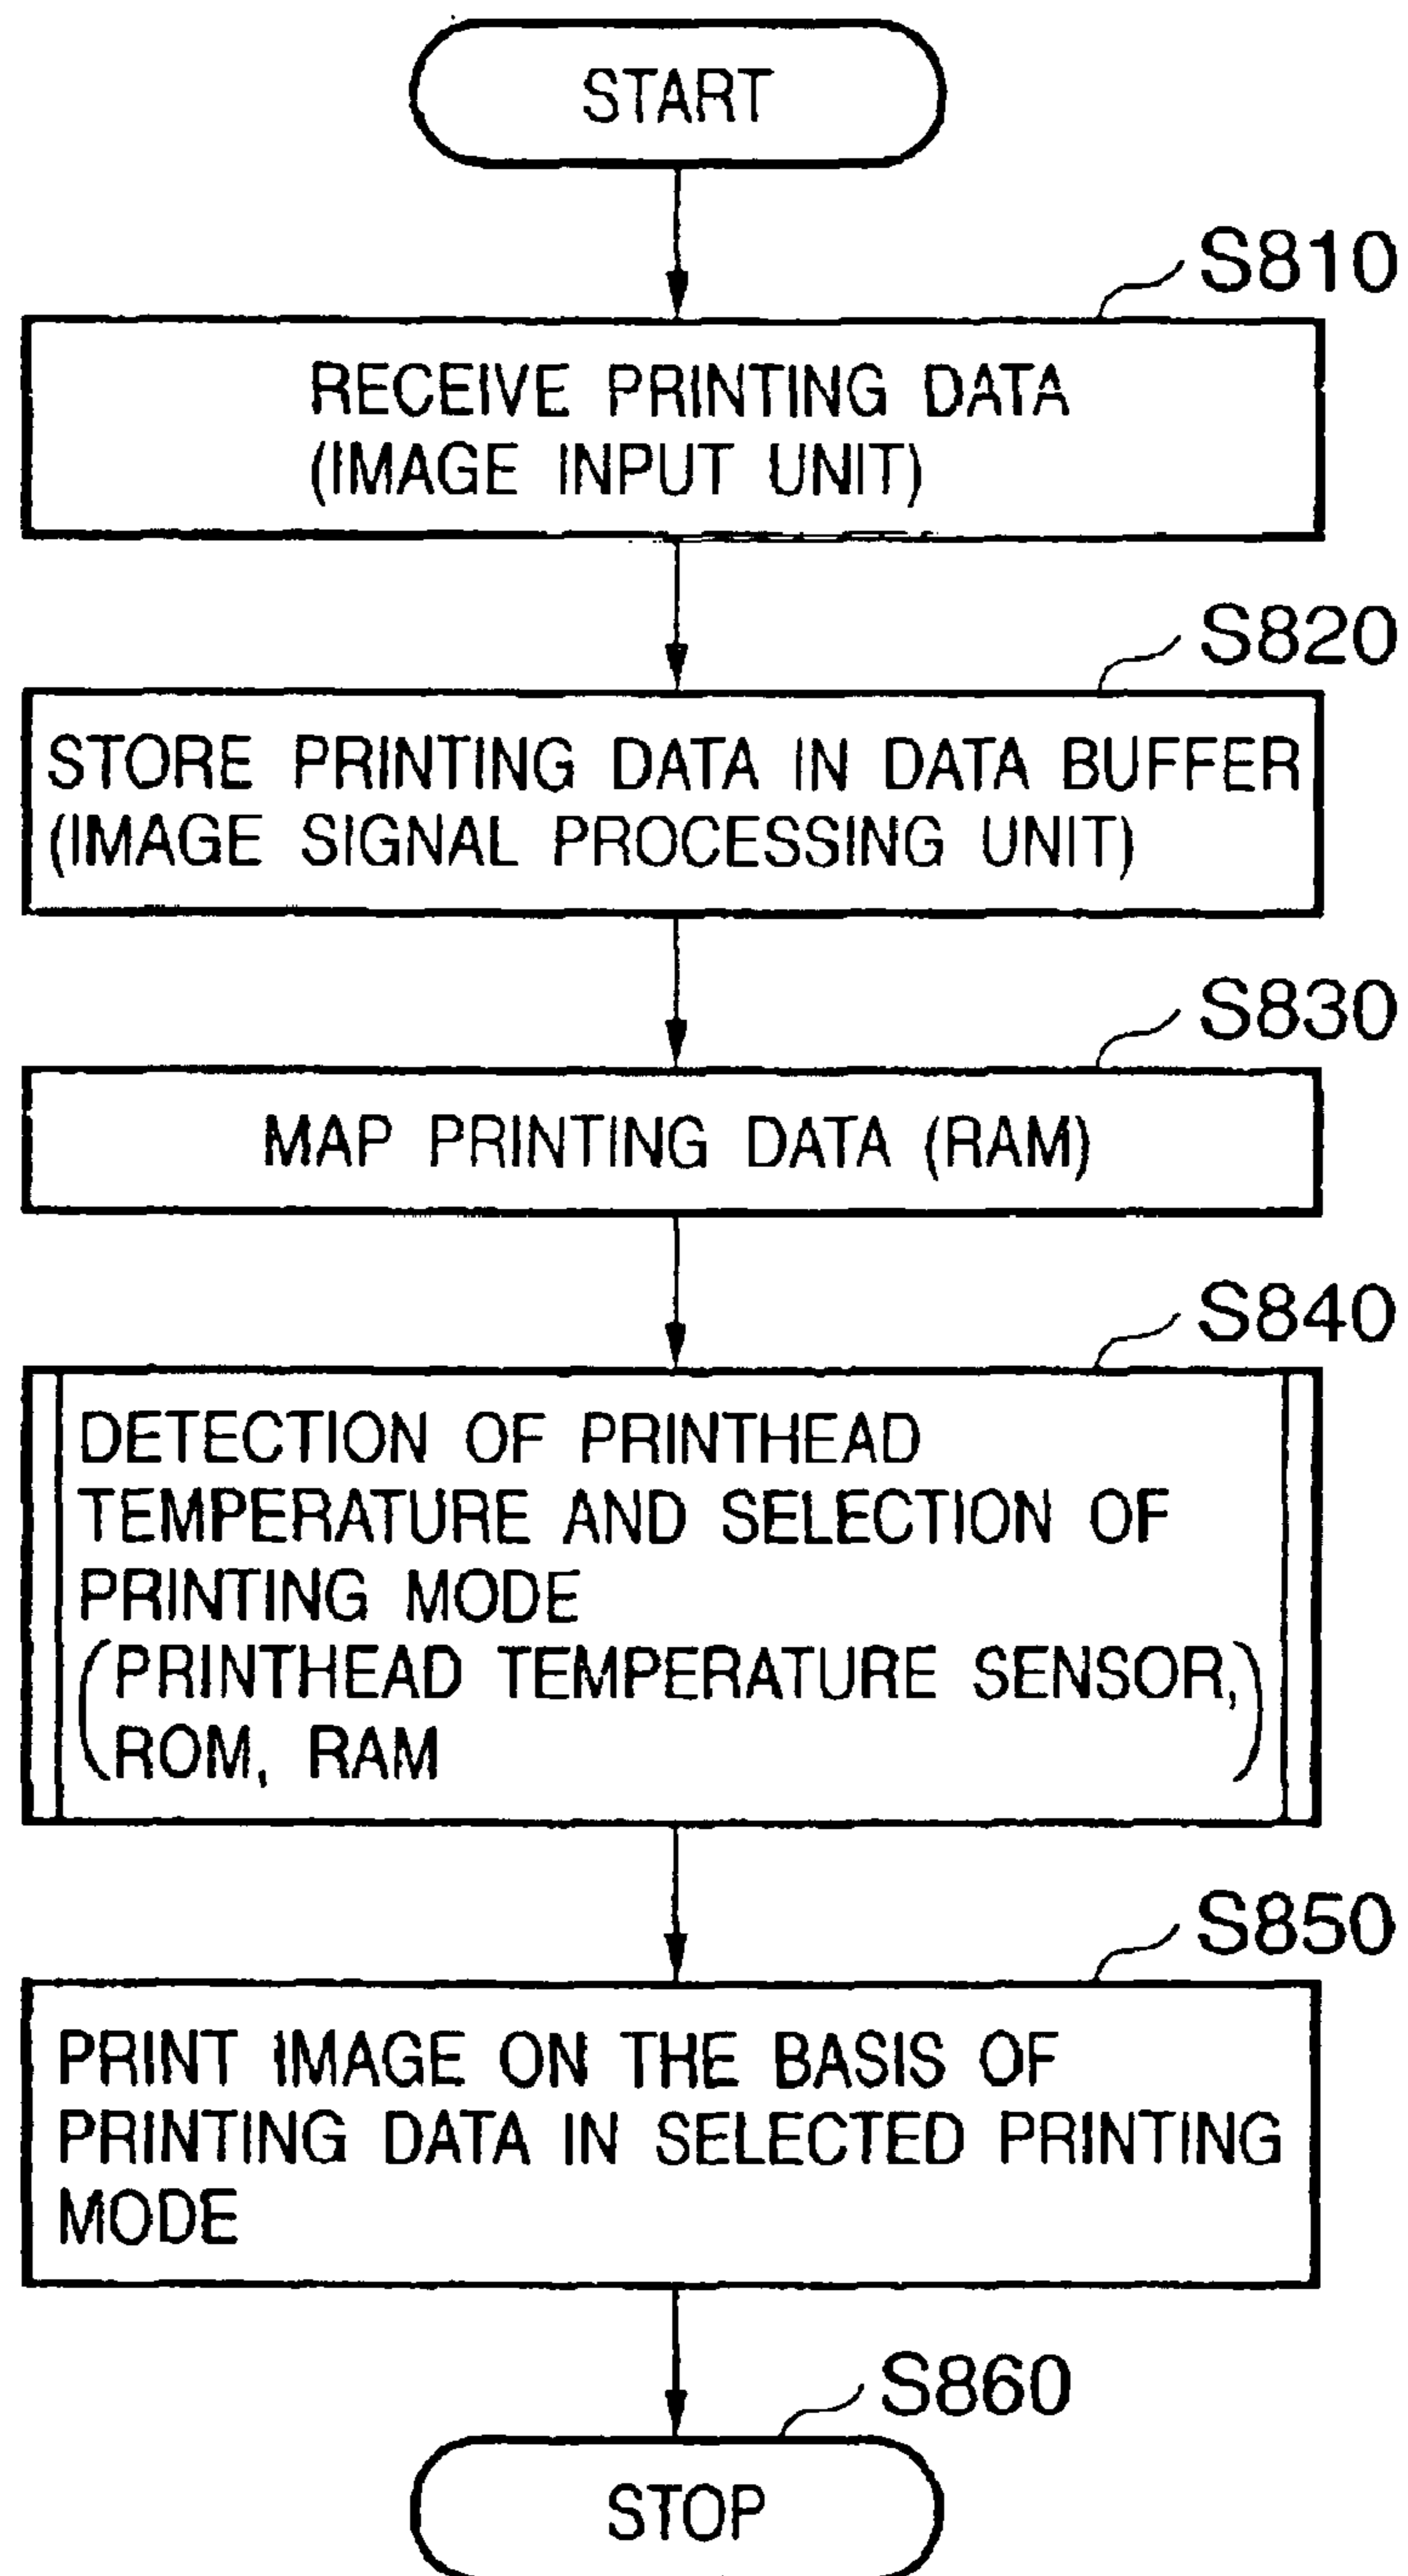 START
S810
RECEIVE PRINTING DATA
(IMAGE INPUT UNIT)
S820
STORE PRINTING DATA IN DATA BUFFER
(IMAGE SIGNAL PROCESSING UNIT)
S830
MAP PRINTING DATA (RAM)
S840
DETECTION OF PRINTHEAD
TEMPERATURE AND SELECTION OF
PRINTING MODE
(PRINTHEAD TEMPERATURE SENSOR,
ROM, RAM)
S850
PRINT IMAGE ON THE BASIS OF
PRINTING DATA IN SELECTED PRINTING
MODE
S860
STOP